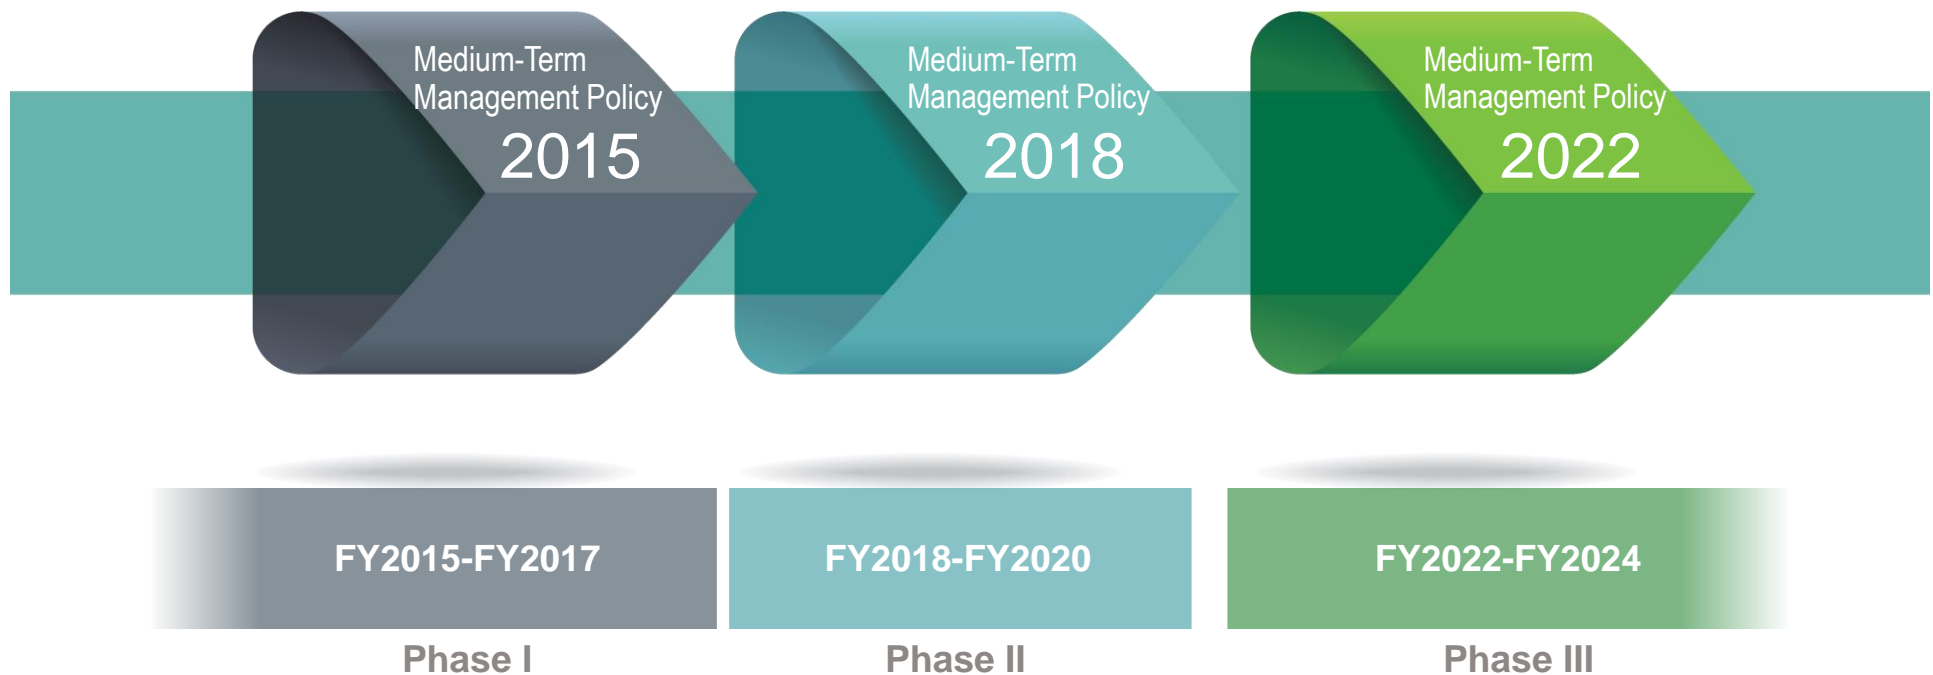 Medium-Term
Management Policy
2015
Medium-Term
Management Policy
2018
Medium-Term
Management Policy
2022
FY2015-FY2017
FY2018-FY2020
FY2022-FY2024
Phase I
Phase II
Phase III